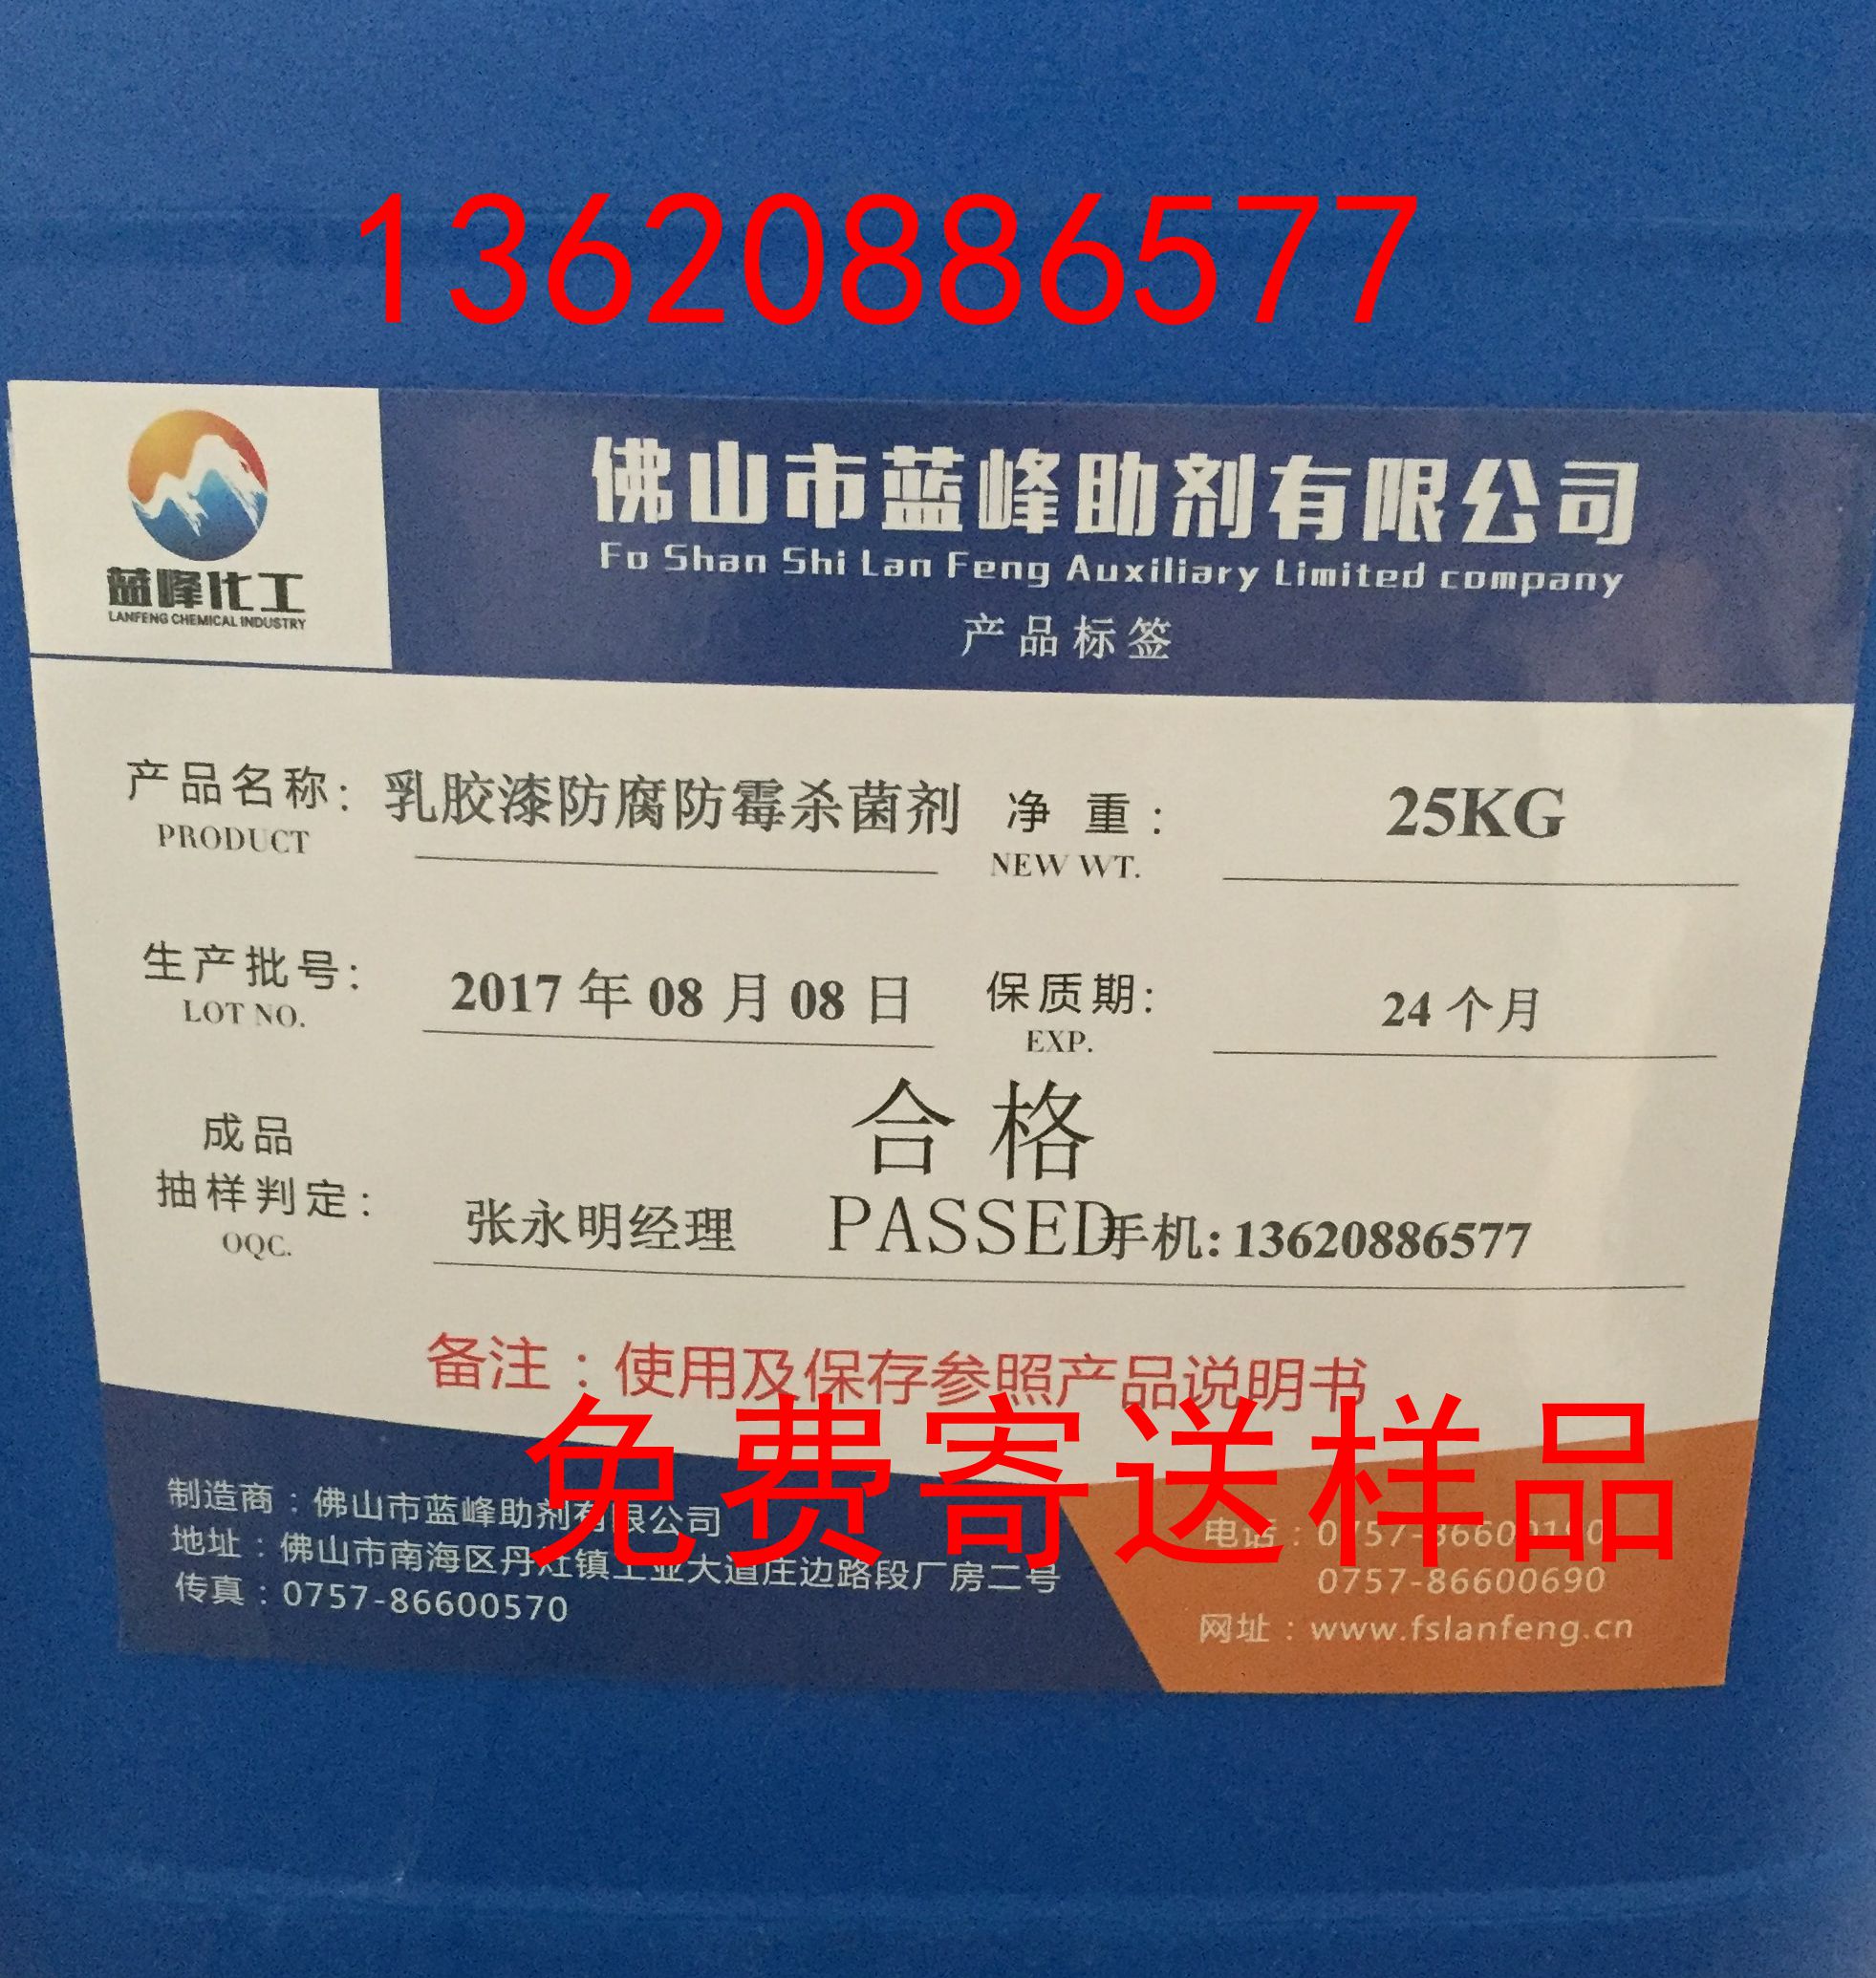 13620886577
佛山市蓝峰助剂有限公司
Fo Shan Shi Lan Feng Auxiliary Limited company
产品标签
蓝峰化工
LANFENG CHEMICAL INDUSTRY
产品名称: 乳胶漆防腐防霉杀菌剂 净 重:25KG
PRODUCT NEW WT.
生产批号: 2017年08月08日 保质期: 24个月
LOT NO. EXP.
合格
成品
抽样判定: 张永明经理 PASSED 手机:13620886577
OQC.
备注:使用及保存参照产品说明书
免费寄送样品
制造商:佛山市蓝峰助剂有限公司
地址:佛山市南海区丹灶镇工业大道庄边路段厂房二号
传真:0757-86600570
电话:0757-86600190
0757-86600690
网址:www.fslanfeng.cn